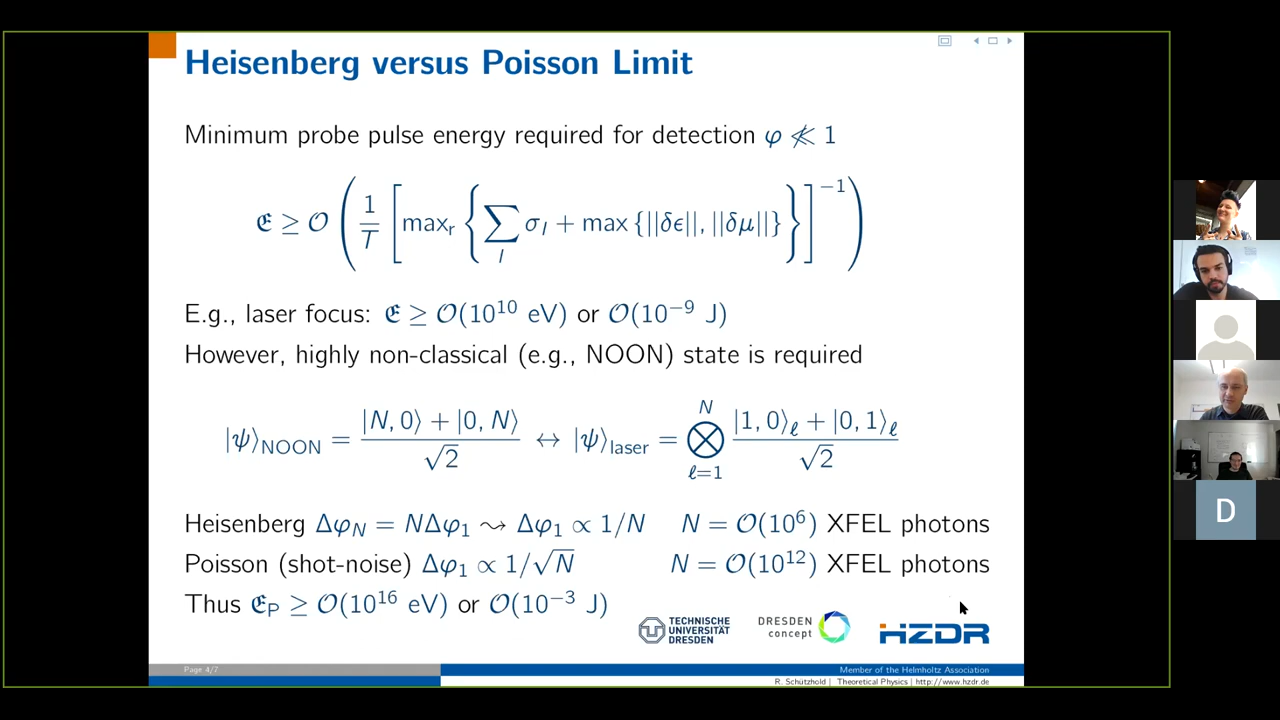 Heisenberg versus Poisson Limit
Minimum probe pulse energy required for detection φ ≪̸ 1
𝕰 ≥ 𝒪 ( 1/T [ max_r { ∑_I σ_I + max {||δϵ||, ||δμ||} } ]^{−1} )
E.g., laser focus: 𝕰 ≥ 𝒪(10^{10} eV) or 𝒪(10^{−9} J)
However, highly non-classical (e.g., NOON) state is required
|ψ⟩_NOON = (|N, 0⟩ + |0, N⟩)/√2 ↔ |ψ⟩_laser = ⨂_{ℓ=1}^{N} (|1, 0⟩_ℓ + |0, 1⟩_ℓ)/√2
Heisenberg Δφ_N = NΔφ_1 ⇝ Δφ_1 ∝ 1/N N = 𝒪(10^6) XFEL photons
Poisson (shot-noise) Δφ_1 ∝ 1/√N N = 𝒪(10^{12}) XFEL photons
Thus 𝕰_P ≥ 𝒪(10^{16} eV) or 𝒪(10^{−3} J)
TECHNISCHE
UNIVERSITÄT
DRESDEN
DRESDEN
concept
HZDR
Page 4/7
Member of the Helmholtz Association
R. Schützhold | Theoretical Physics | http://www.hzdr.de
D